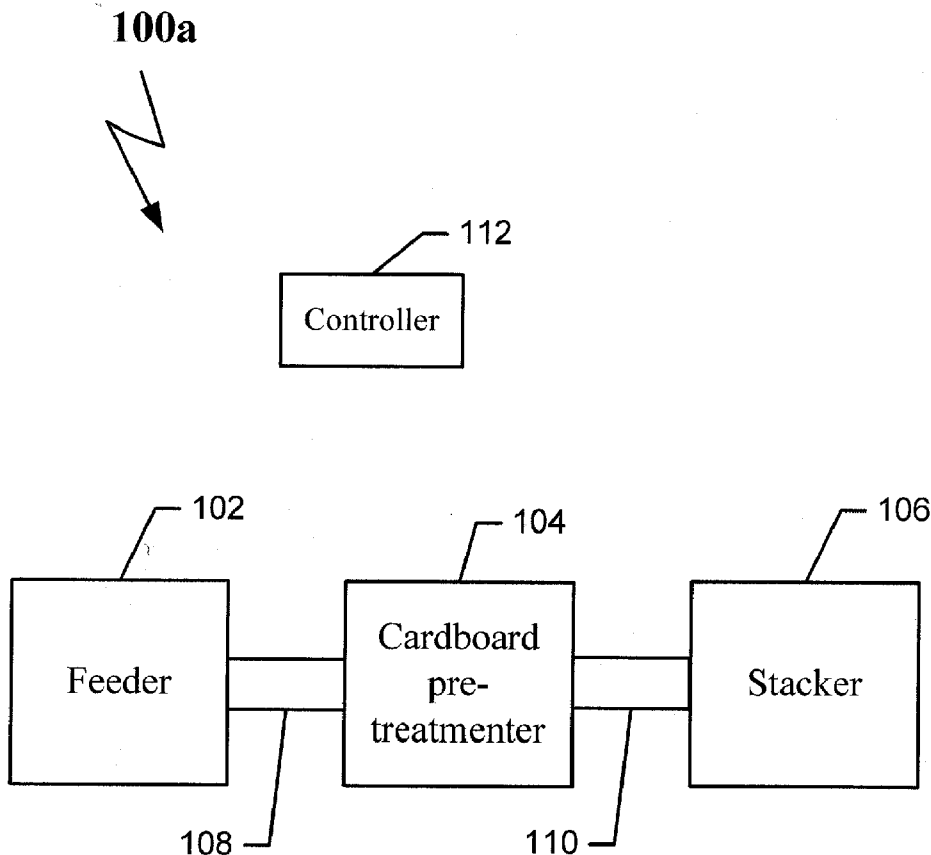 100a
112
Controller
102
104
106
Feeder
Cardboard
pre-
treatmenter
Stacker
108
110